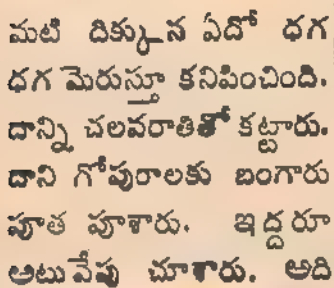 మటి దిక్కున ఏదో ధగ
ధగ మెరుస్తూ కనిపించింది.
దాన్ని చలవరాతితో కట్టారు.
దాని గోపురాలకు బంగారు
పూత పూశారు. ఇద్దరూ
అటువేపు చూశారు. అది